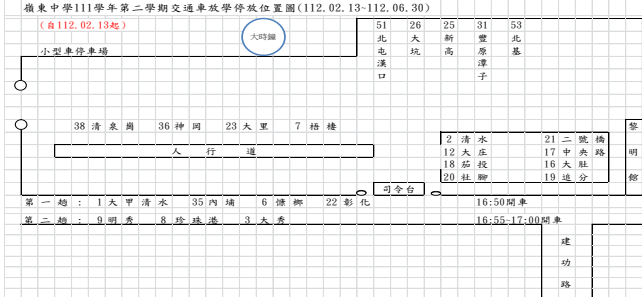 嶺東中學111學年第二學期交通車放學停放位置圖(112.02.13~112.06.30)
(自112.02.13起)
大時鐘
小型車停車場
51 北屯漢口
26 大坑
25 新高
31 豐原潭子
53 北基
38 清泉崗 36 神岡 23 大里 7 梧棲
人行道
2 清水 21 二號橋
12 大庄 17 中央路
18 茄投 16 大肚
20 社腳 19 追分
黎明館
司令台
第一趟: 1 大甲清水 35 內埔 6 慷榔 22 彰化 16:50開車
第二趟: 9 明秀 8 珍珠港 3 大秀 16:55-17:00開車
建功路